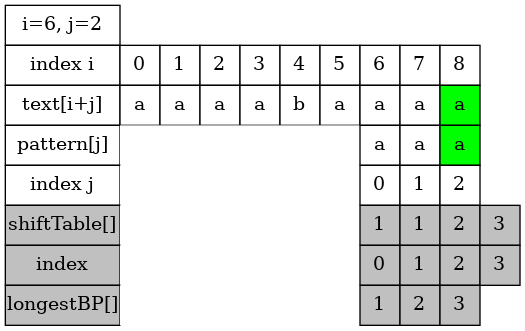 i=6, j=2
index i 0 1 2 3 4 5 6 7 8
text[i+j] a a a a b a a a a
pattern[j] a a a
index j 0 1 2
shiftTable[] 1 1 2 3
index 0 1 2 3
longestBP[] 1 2 3